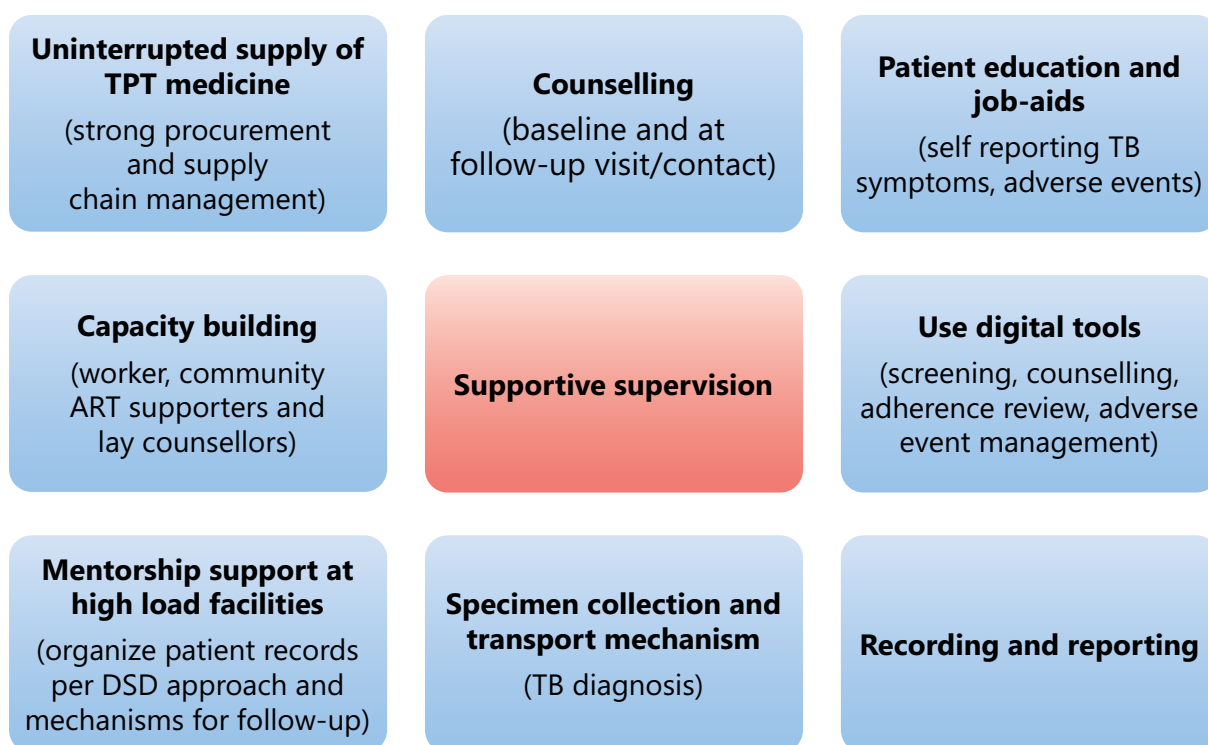 Uninterrupted supply of
TPT medicine
(strong procurement
and supply
chain management)
Counselling
(baseline and at
follow-up visit/contact)
Patient education and
job-aids
(self reporting TB
symptoms, adverse events)
Capacity building
(worker, community
ART supporters and
lay counsellors)
Supportive supervision
Use digital tools
(screening, counselling,
adherence review, adverse
event management)
Mentorship support at
high load facilities
(organize patient records
per DSD approach and
mechanisms for follow-up)
Specimen collection and
transport mechanism
(TB diagnosis)
Recording and reporting